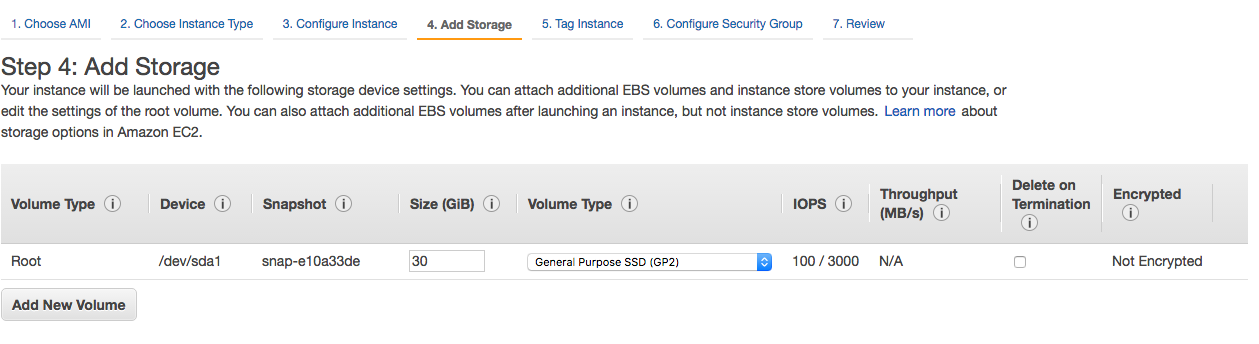 1. Choose AMI 2. Choose Instance Type 3. Configure Instance 4. Add Storage 5. Tag Instance 6. Configure Security Group 7. Review
Step 4: Add Storage
Your instance will be launched with the following storage device settings. You can attach additional EBS volumes and instance store volumes to your instance, or
edit the settings of the root volume. You can also attach additional EBS volumes after launching an instance, but not instance store volumes. Learn more about
storage options in Amazon EC2.
Volume Type Device Snapshot Size (GiB) Volume Type IOPS Throughput (MB/s) Delete on Termination Encrypted
Root /dev/sda1 snap-e10a33de 30 General Purpose SSD (GP2) 100 / 3000 N/A Not Encrypted
Add New Volume